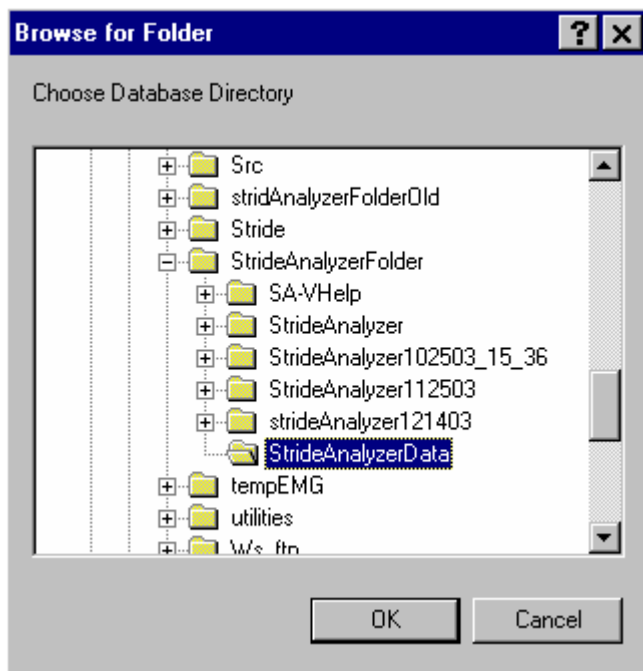 Browse for Folder
Choose Database Directory
Src
stridAnalyzerFolderOld
Stride
StrideAnalyzerFolder
SA-VHelp
StrideAnalyzer
StrideAnalyzer102503_15_36
StrideAnalyzer112503
strideAnalyzer121403
StrideAnalyzerData
tempEMG
utilities
Ws_ftp
OK Cancel